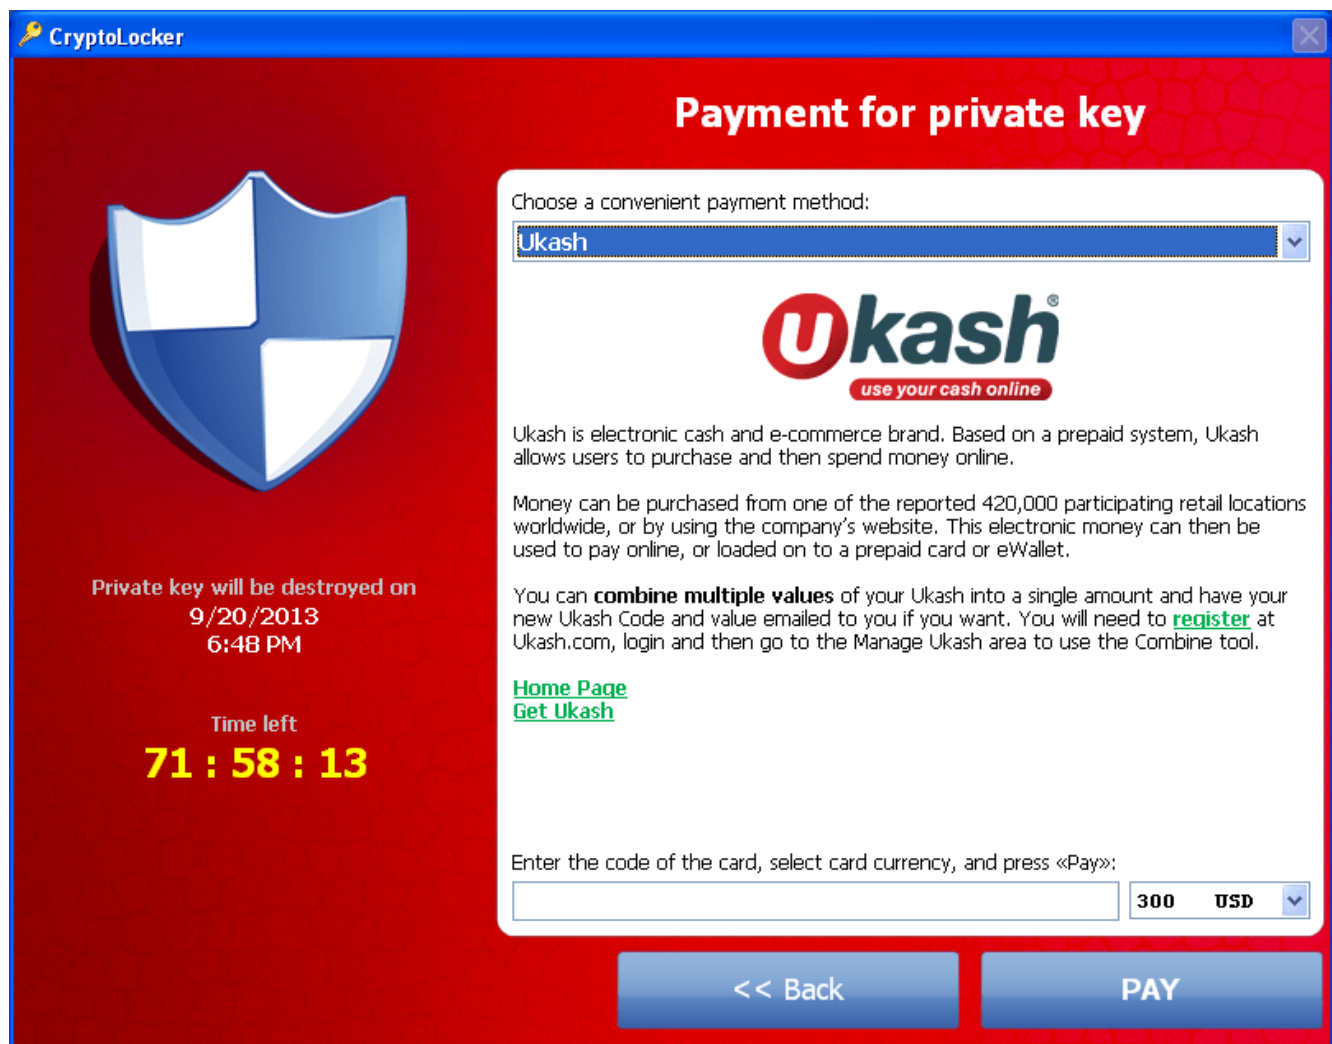 CryptoLocker
Payment for private key
Choose a convenient payment method:
Ukash
Ukash®
use your cash online
Ukash is electronic cash and e-commerce brand. Based on a prepaid system, Ukash
allows users to purchase and then spend money online.
Money can be purchased from one of the reported 420,000 participating retail locations
worldwide, or by using the company's website. This electronic money can then be
used to pay online, or loaded on to a prepaid card or eWallet.
You can combine multiple values of your Ukash into a single amount and have your
new Ukash Code and value emailed to you if you want. You will need to register at
Ukash.com, login and then go to the Manage Ukash area to use the Combine tool.
Home Page
Get Ukash
Private key will be destroyed on
9/20/2013
6:48 PM
Time left
71 : 58 : 13
Enter the code of the card, select card currency, and press «Pay»:
300 USD
<< Back
PAY